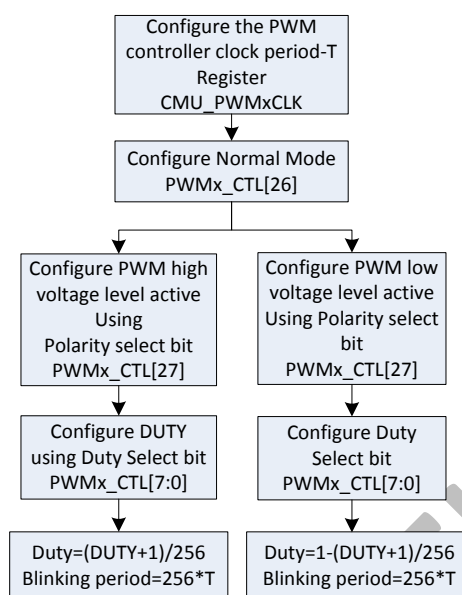 Configure the PWM
controller clock period-T
Register
CMU_PWMxCLK
Configure Normal Mode
PWMx_CTL[26]
Configure PWM high
voltage level active
Using
Polarity select bit
PWMx_CTL[27]
Configure PWM low
voltage level active
Using Polarity select
bit
PWMx_CTL[27]
Configure DUTY
using Duty Select bit
PWMx_CTL[7:0]
Configure Duty
Select bit
PWMx_CTL[7:0]
Duty=(DUTY+1)/256
Blinking period=256*T
Duty=1-(DUTY+1)/256
Blinking period=256*T